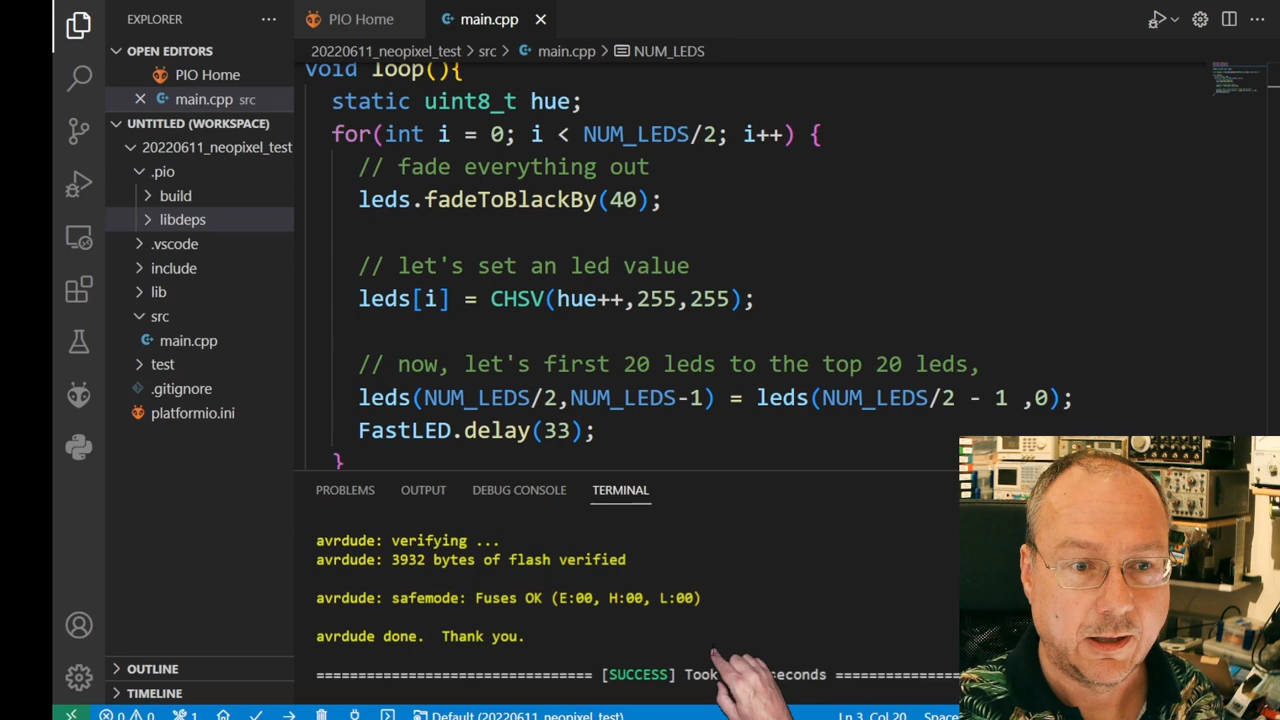 EXPLORER
OPEN EDITORS
PIO Home
main.cpp src
UNTITLED (WORKSPACE)
20220611_neopixel_test
.pio
build
libdeps
.vscode
include
lib
src
main.cpp
test
.gitignore
platformio.ini
OUTLINE
TIMELINE
PIO Home
main.cpp
20220611_neopixel_test > src > main.cpp > NUM_LEDS
void loop(){
static uint8_t hue;
for(int i = 0; i < NUM_LEDS/2; i++) {
// fade everything out
leds.fadeToBlackBy(40);
// let's set an led value
leds[i] = CHSV(hue++,255,255);
// now, let's first 20 leds to the top 20 leds,
leds(NUM_LEDS/2,NUM_LEDS-1) = leds(NUM_LEDS/2 - 1 ,0);
FastLED.delay(33);
}
PROBLEMS OUTPUT DEBUG CONSOLE TERMINAL
avrdude: verifying ...
avrdude: 3932 bytes of flash verified
avrdude: safemode: Fuses OK (E:00, H:00, L:00)
avrdude done. Thank you.
============================== [SUCCESS] Took seconds ==============
0 0 1 Default (20220611_neopixel_test) Ln 3, Col 20 Space